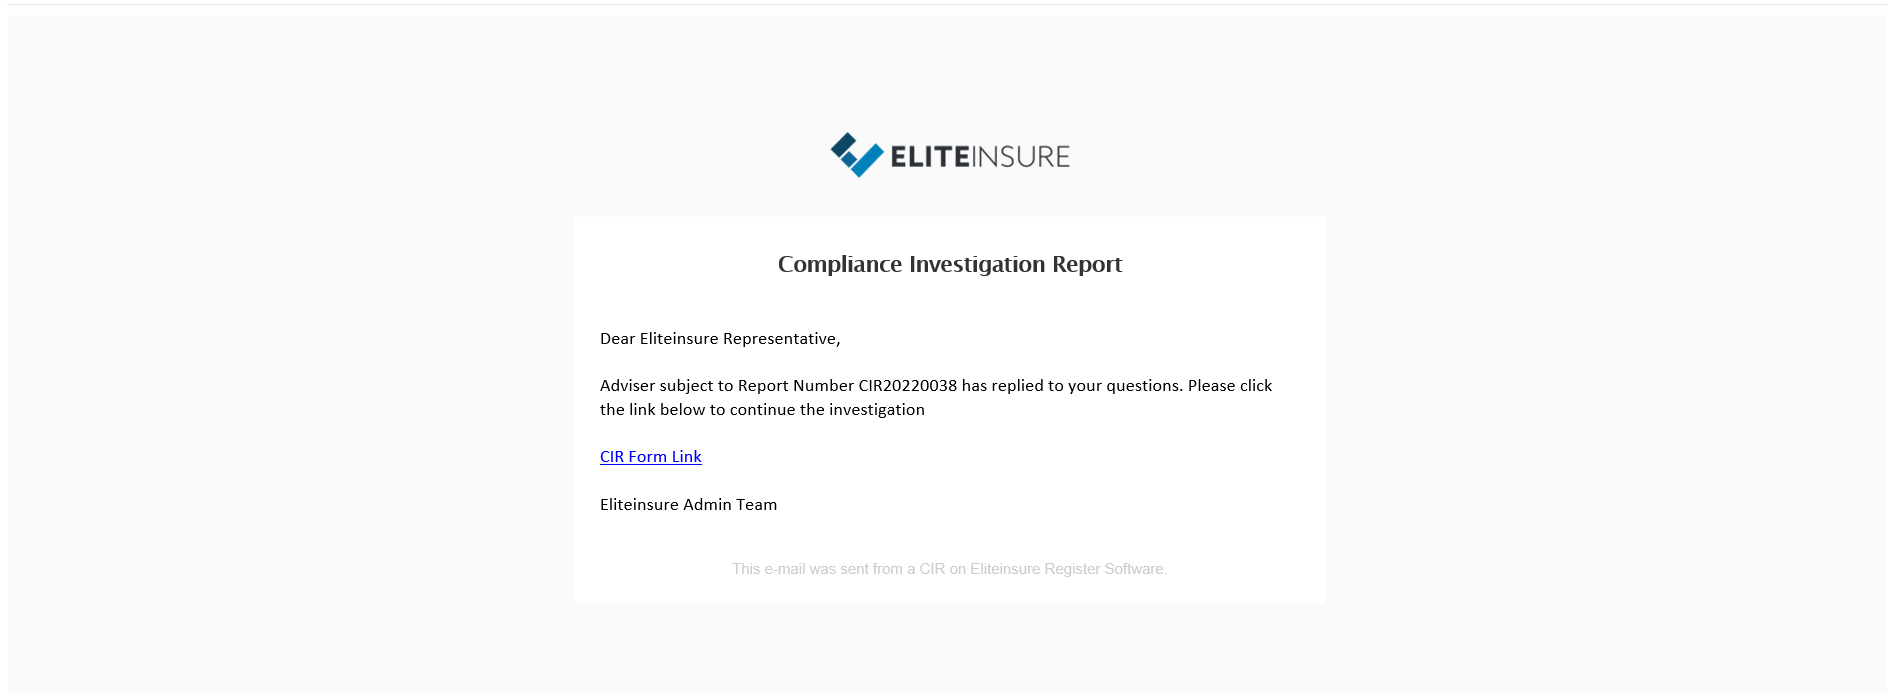 ELITEINSURE
Compliance Investigation Report
Dear Eliteinsure Representative,
Adviser subject to Report Number CIR20220038 has replied to your questions. Please click
the link below to continue the investigation
CIR Form Link
Eliteinsure Admin Team
This e-mail was sent from a CIR on Eliteinsure Register Software.